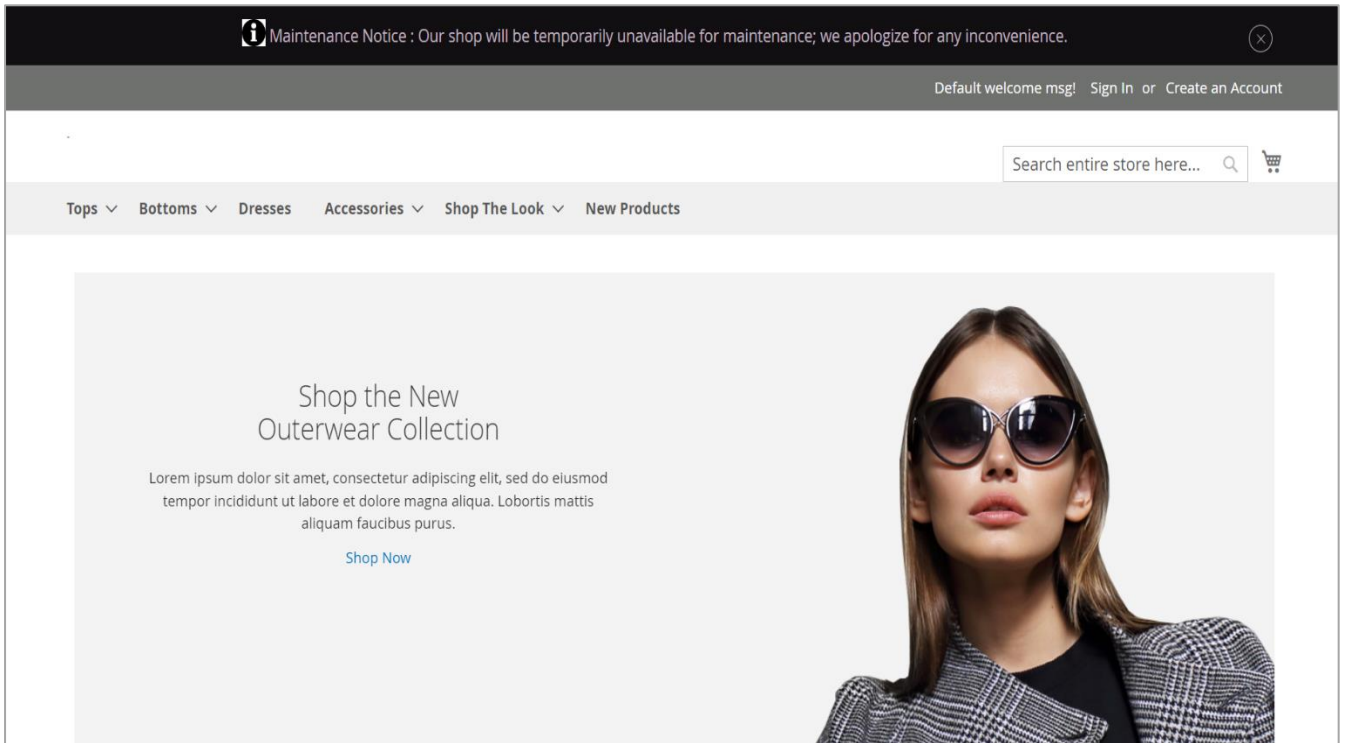 Maintenance Notice : Our shop will be temporarily unavailable for maintenance; we apologize for any inconvenience.
Default welcome msg! Sign In or Create an Account
Search entire store here...
Tops Bottoms Dresses Accessories Shop The Look New Products
Shop the New
Outerwear Collection
Lorem ipsum dolor sit amet, consectetur adipiscing elit, sed do eiusmod
tempor incididunt ut labore et dolore magna aliqua. Lobortis mattis
aliquam faucibus purus.
Shop Now